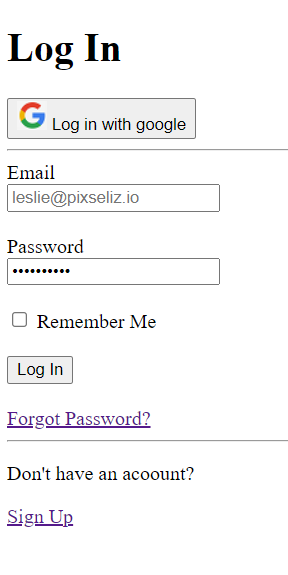 Log In
Log in with google
Email
leslie@pixseliz.io
Password
••••••••••
Remember Me
Log In
Forgot Password?
Don't have an acoount?
Sign Up